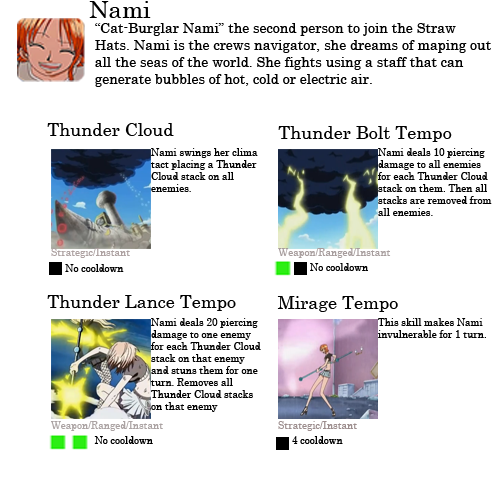 Nami
“Cat-Burglar Nami” the second person to join the Straw
Hats. Nami is the crews navigator, she dreams of maping out
all the seas of the world. She fights using a staff that can
generate bubbles of hot, cold or electric air.
Thunder Cloud
Nami swings her clima
tact placing a Thunder
Cloud stack on all
enemies.
Strategic/Instant
No cooldown
Thunder Bolt Tempo
Nami deals 10 piercing
damage to all enemies
for each Thunder Cloud
stack on them. Then all
stacks are removed from
all enemies.
Weapon/Ranged/Instant
No cooldown
Thunder Lance Tempo
Nami deals 20 piercing
damage to one enemy
for each Thunder Cloud
stack on that enemy
and stuns them for one
turn. Removes all
Thunder Cloud stacks
on that enemy
Weapon/Ranged/Instant
No cooldown
Mirage Tempo
This skill makes Nami
invulnerable for 1 turn.
Strategic/Instant
4 cooldown